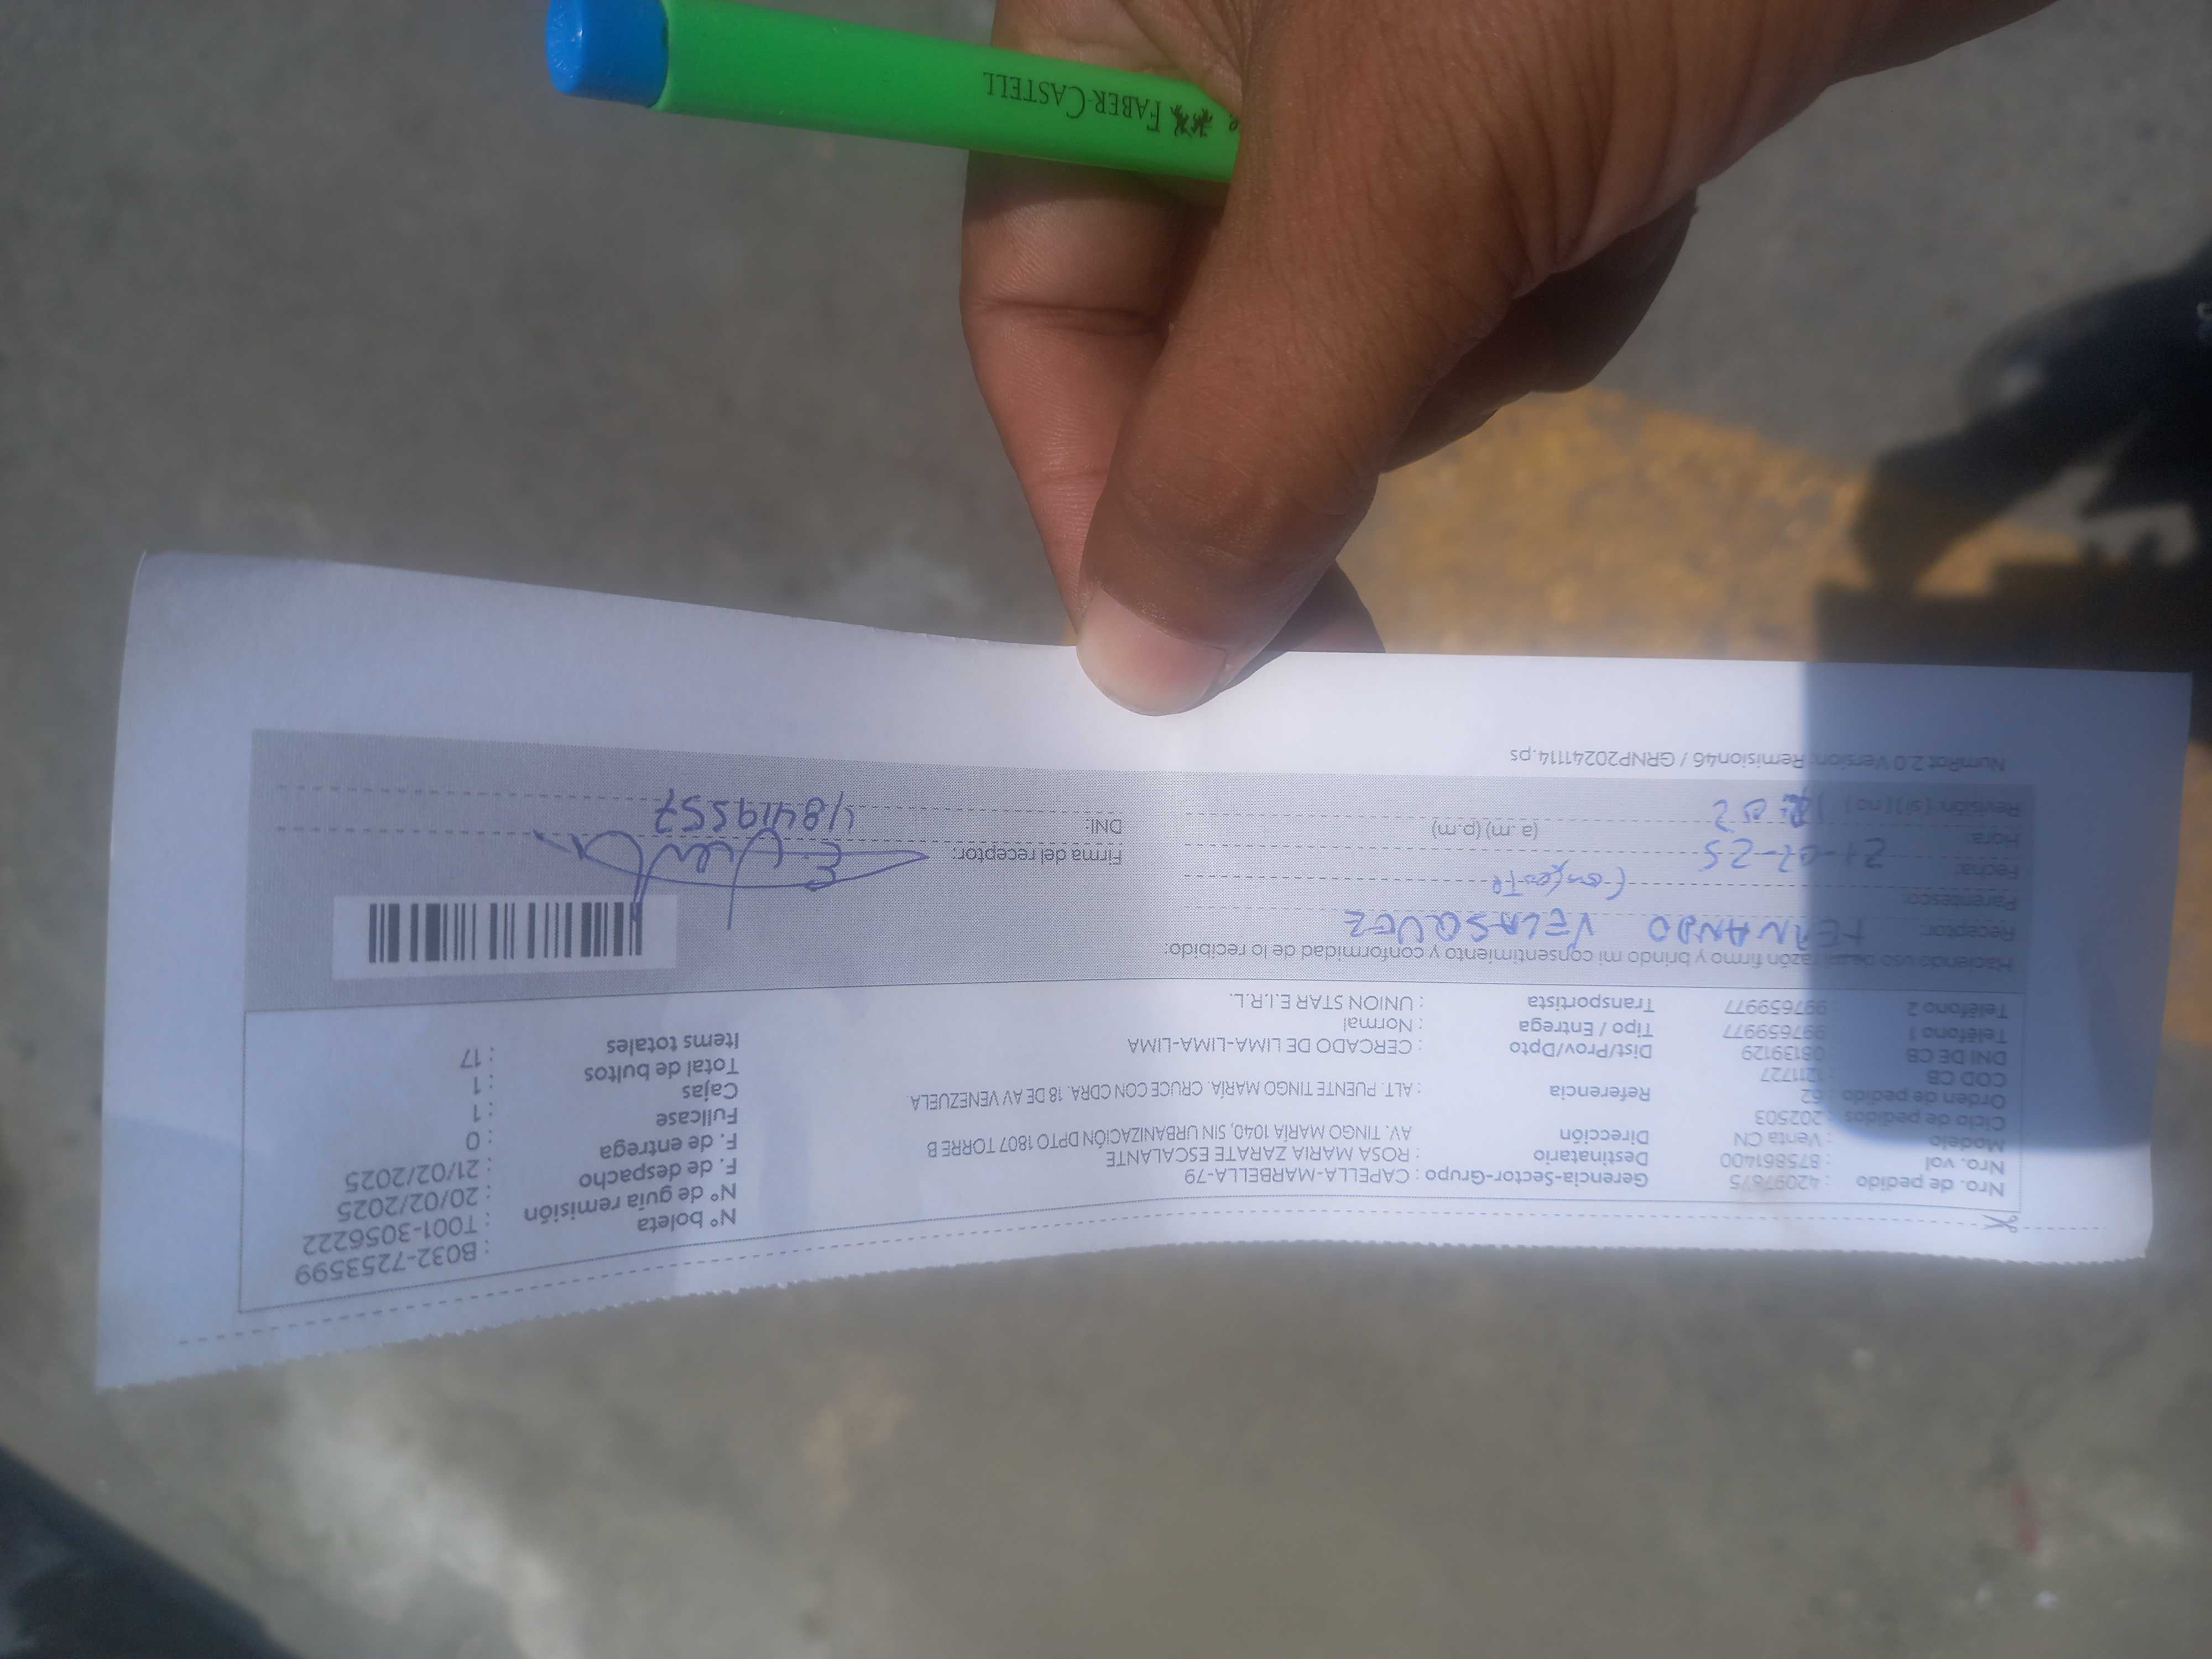 Nro. de pedido : 42097875
Nro. vol : 875861400
Modelo : Venta CN
Ciclo de pedidos : 202503
Orden de pedido : 62
COD CB : 1211727
DNI DE CB : 08139129
Teléfono 1 : 997659977
Teléfono 2 : 997659977
Gerencia-Sector-Grupo : CAPELLA-MARBELLA-79
Destinatario : ROSA MARIA ZARATE ESCALANTE
Dirección AV. TINGO MARÍA 1040, SIN URBANIZACIÓN DPTO 1807 TORRE B
Referencia : ALT. PUENTE TINGO MARÍA. CRUCE CON CDRA. 18 DE AV VENEZUELA
Dist/Prov/Dpto : CERCADO DE LIMA-LIMA-LIMA
Tipo / Entrega : Normal
Transportista : UNION STAR E.I.R.L.
N° boleta : B032-7253599
N° de guía remisión : T001-3056222
F. de despacho : 20/02/2025
F. de entrega : 21/02/2025
Fullcase : 0
Cajas : 1
Total de bultos : 1
Items totales : 17
Haciendo uso de mi razón firmo y brindo mi consentimiento y conformidad de lo recibido:
Receptor: FERNANDO VELASQUEZ
Parentesco:
Fecha: 21-02-25
Hora: (a. m) (p.m)
Revisión ( si ) ( no )
Firma del receptor:
DNI: 48419557
NumRot 2.0 Version: Remision46 / GRNP20241114.ps
FABER-CASTELL